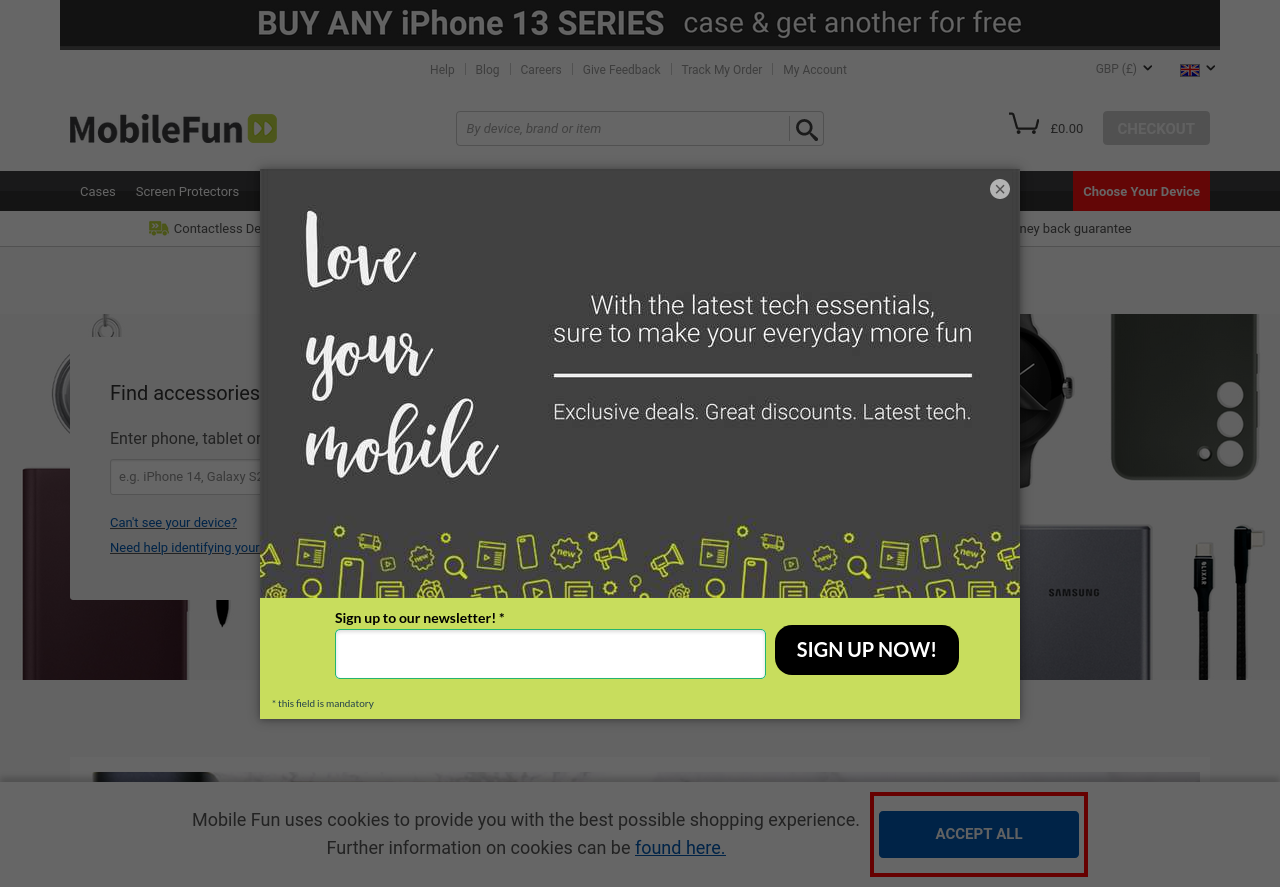 BUY ANY iPhone 13 SERIES case & get another for free
Help Blog Careers Give Feedback Track My Order My Account
GBP (£)
MobileFun
By device, brand or item
£0.00
CHECKOUT
Cases Screen Protectors
Choose Your Device
Contactless De
ney back guarantee
Love
your
mobile
With the latest tech essentials,
sure to make your everyday more fun
Exclusive deals. Great discounts. Latest tech.
Find accessories
Enter phone, tablet or
e.g. iPhone 14, Galaxy S2
Can't see your device?
Need help identifying your
new
new
new
new
SAMSUNG
OLIXAR
Sign up to our newsletter! *
SIGN UP NOW!
* this field is mandatory
Mobile Fun uses cookies to provide you with the best possible shopping experience.
Further information on cookies can be found here.
ACCEPT ALL